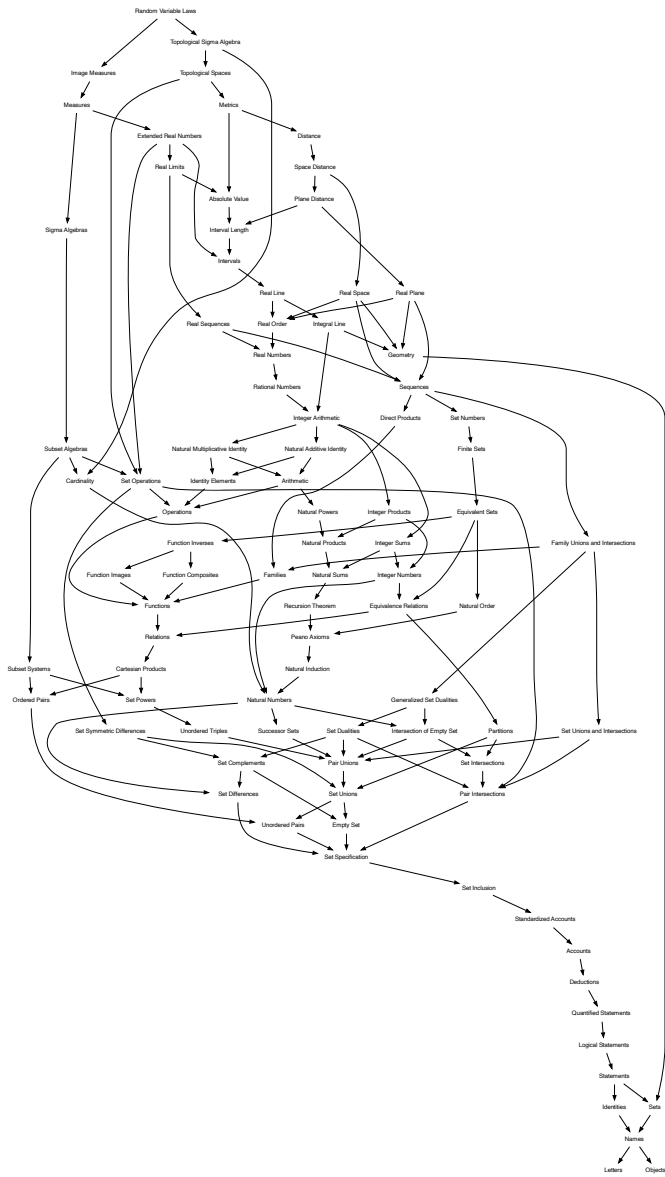 Random Variable Laws
Topological Sigma Algebra
Image Measures
Topological Spaces
Measures
Metrics
Extended Real Numbers
Distance
Real Limits
Space Distance
Absolute Value
Plane Distance
Sigma Algebras
Interval Length
Intervals
Real Line
Real Space
Real Plane
Real Sequences
Real Order
Integral Line
Real Numbers
Geometry
Rational Numbers
Sequences
Integer Arithmetic
Direct Products
Set Numbers
Subset Algebras
Natural Multiplicative Identity
Natural Additive Identity
Finite Sets
Cardinality
Set Operations
Identity Elements
Arithmetic
Operations
Natural Powers
Integer Products
Equivalent Sets
Function Inverses
Natural Products
Integer Sums
Family Unions and Intersections
Function Images
Function Composites
Families
Natural Sums
Integer Numbers
Functions
Recursion Theorem
Equivalence Relations
Natural Order
Relations
Peano Axioms
Subset Systems
Cartesian Products
Natural Induction
Ordered Pairs
Set Powers
Natural Numbers
Generalized Set Dualities
Set Symmetric Differences
Unordered Triples
Successor Sets
Set Dualities
Intersection of Empty Set
Partitions
Set Unions and Intersections
Set Complements
Pair Unions
Set Intersections
Set Differences
Set Unions
Pair Intersections
Unordered Pairs
Empty Set
Set Specification
Set Inclusion
Standardized Accounts
Accounts
Deductions
Quantified Statements
Logical Statements
Statements
Identities
Sets
Names
Letters
Objects